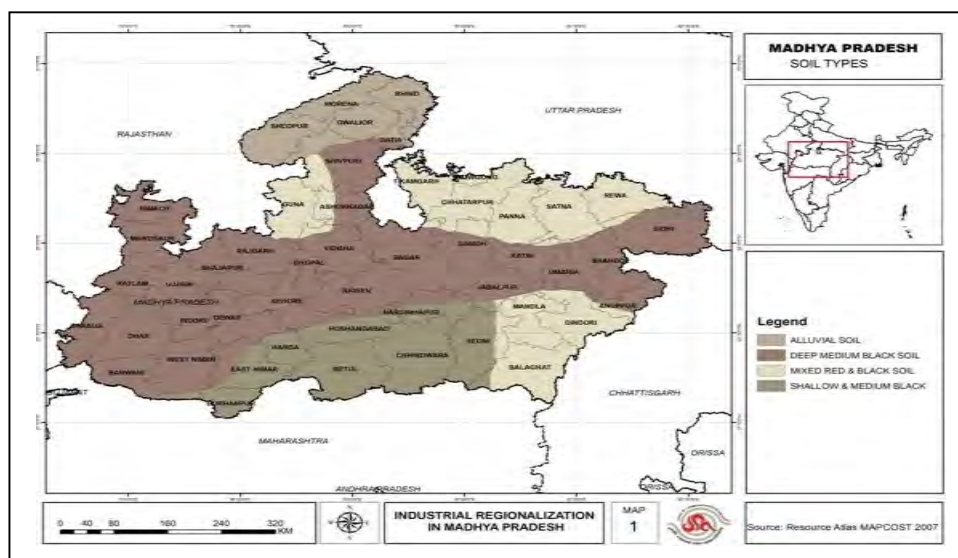 MADHYA PRADESH
SOIL TYPES
UTTAR PRADESH
RAJASTHAN
BHIND
MORENA
GWALIOR
SHEOPUR
DATIA
SHIVPURI
GUNA
ASHOKNAGAR
CHHATARPUR
PANNA
SATNA
REWA
SIDHI
NIMACH
MANDSAUR
RAJGARH
VIDISHA
SAGAR
DAMOH
KATNI
SHAHDOL
UMARIA
SHAJAPUR
BHOPAL
RATLAM
UJJAIN
MADHYA PRADESH
SEHORE
RAISEN
JABALPUR
DEWAS
INDORE
DHAR
HOSHANGABAD
MANDLA
DINDORI
HARDA
SEONI
CHHINDWARA
WEST NIMAR
EAST NIMAR
BETUL
BALAGHAT
BARWANI
CHHATTISGARH
MAHARASHTRA
ORISSA
ANDHRA PRADESH
ORISSA
Legend
ALLUVIAL SOIL
DEEP MEDIUM BLACK SOIL
MIXED RED & BLACK SOIL
SHALLOW & MEDIUM BLACK
0 40 80 160 240 320
KM
INDUSTRIAL REGIONALIZATION
IN MADHYA PRADESH
MAP
1
Source: Resource Atlas MAPCOST 2007